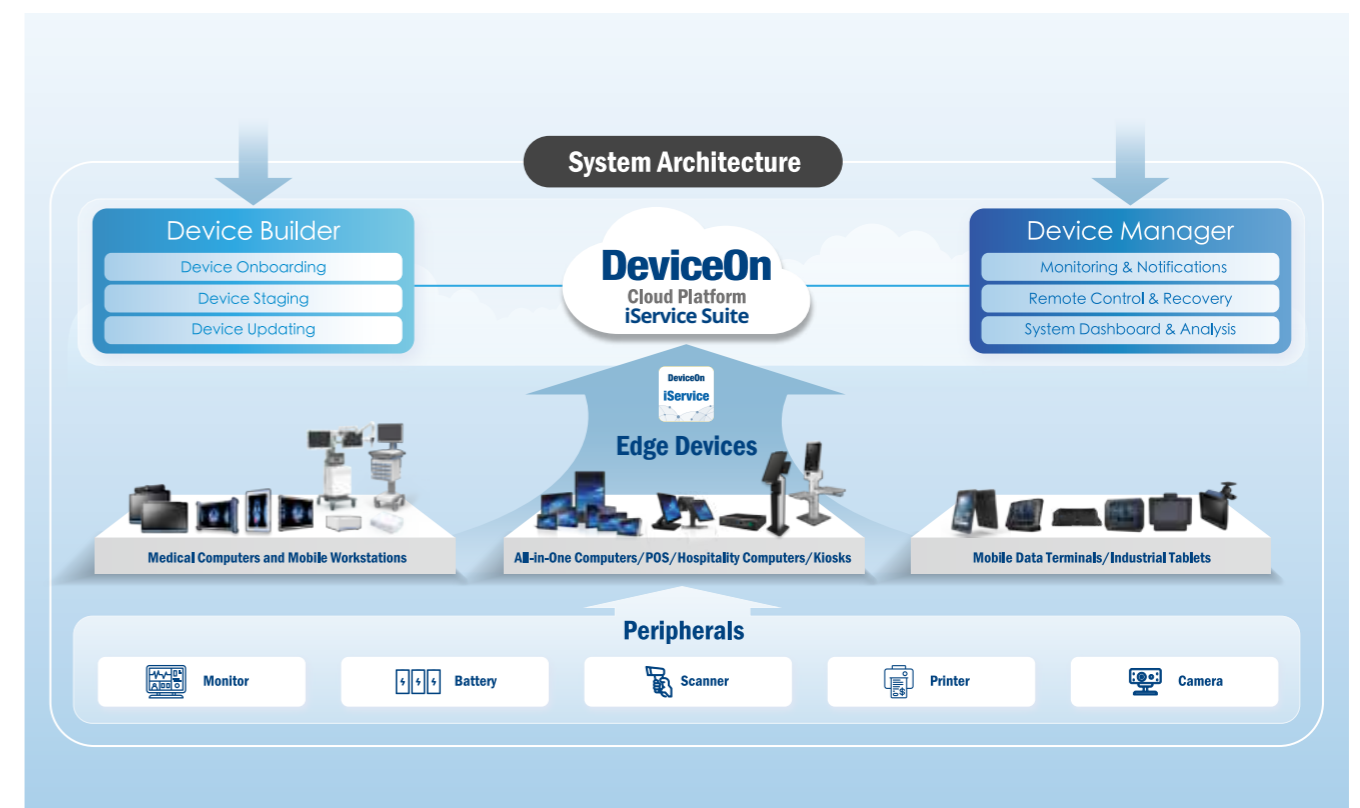 System Architecture
Device Builder
Device Onboarding
Device Staging
Device Updating
DeviceOn
Cloud Platform
iService Suite
Device Manager
Monitoring & Notifications
Remote Control & Recovery
System Dashboard & Analysis
DeviceOn
iService
Edge Devices
Medical Computers and Mobile Workstations
All-in-One Computers/POS/Hospitality Computers/Kiosks
Mobile Data Terminals/Industrial Tablets
Peripherals
Monitor
Battery
Scanner
Printer
Camera